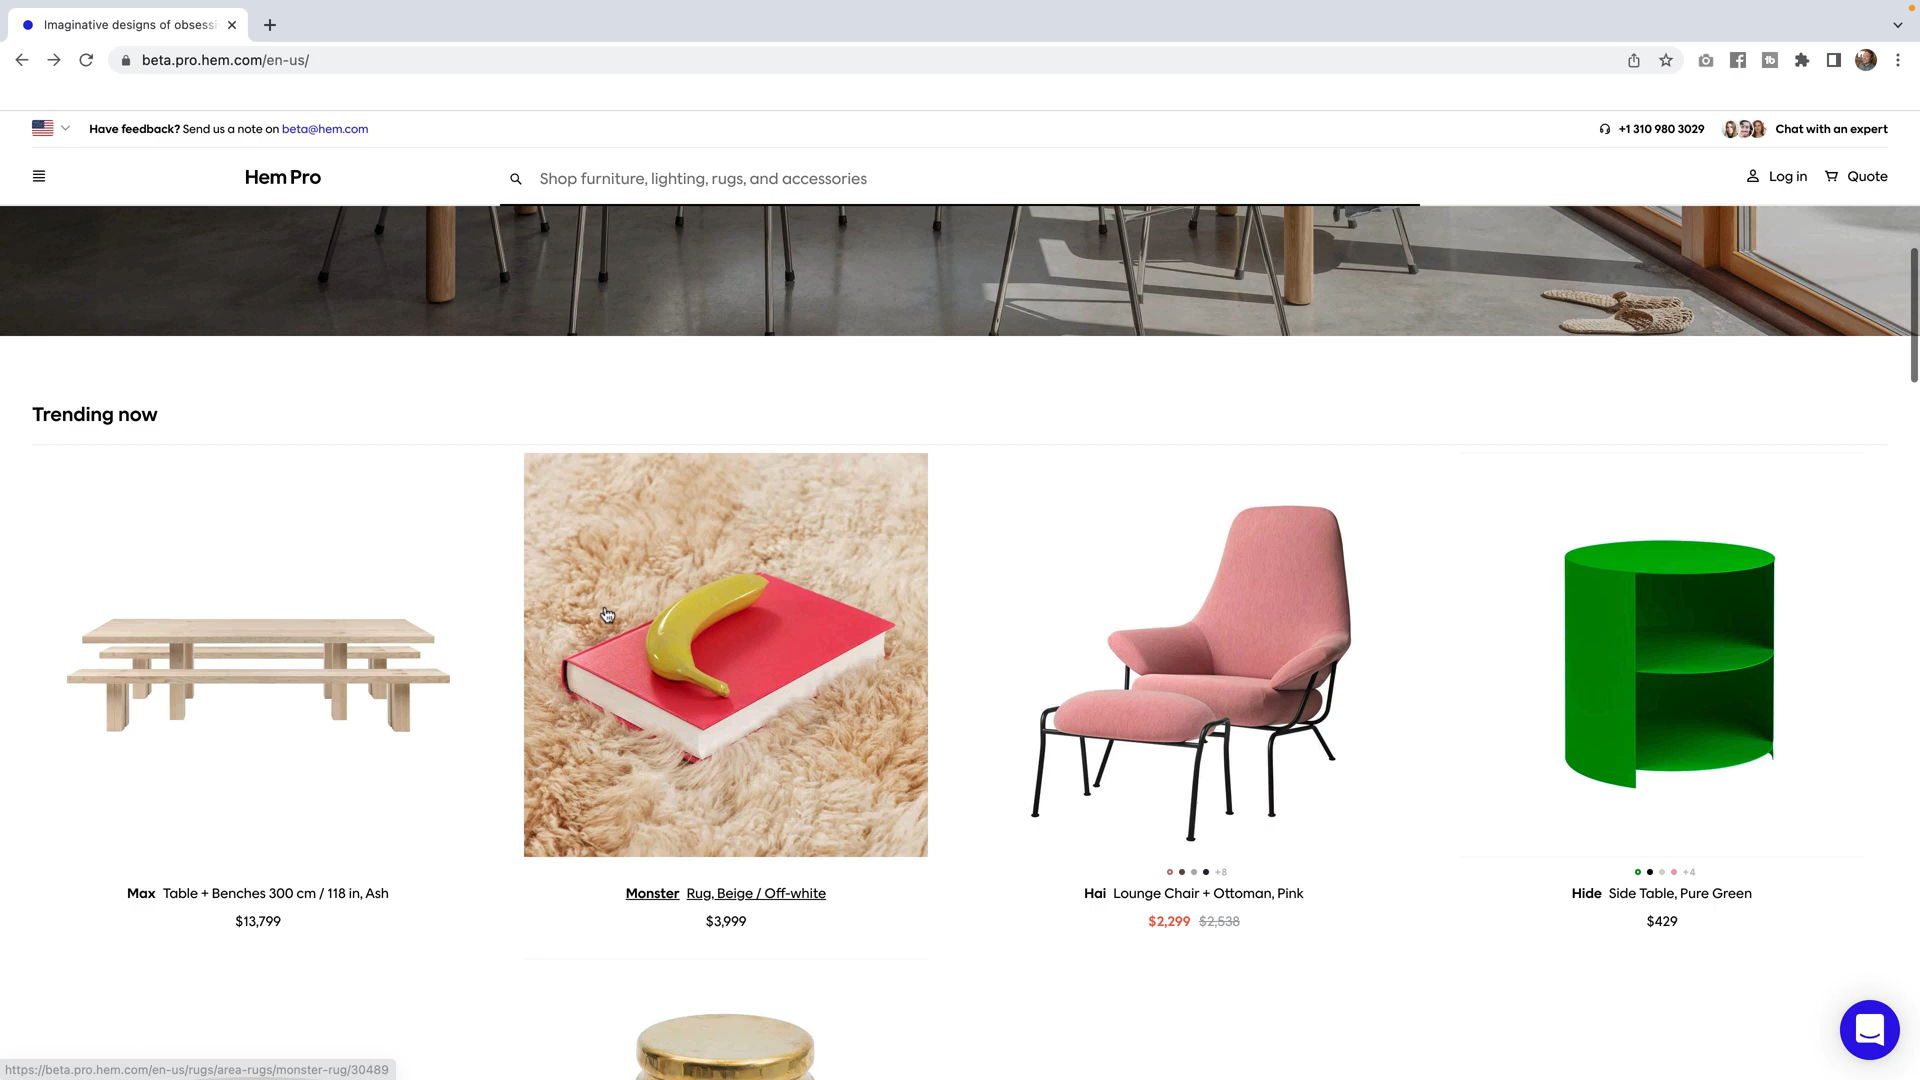 Imaginative designs of obsessi
beta.pro.hem.com/en-us/
Have feedback? Send us a note on beta@hem.com
+1 310 980 3029
Chat with an expert
Hem Pro
Shop furniture, lighting, rugs, and accessories
Log in
Quote
Trending now
+8
+4
Max Table + Benches 300 cm / 118 in, Ash
Monster Rug, Beige / Off-white
Hai Lounge Chair + Ottoman, Pink
Hide Side Table, Pure Green
$13,799
$3,999
$2,299 $2,538
$429
https://beta.pro.hem.com/en-us/rugs/area-rugs/monster-rug/30489